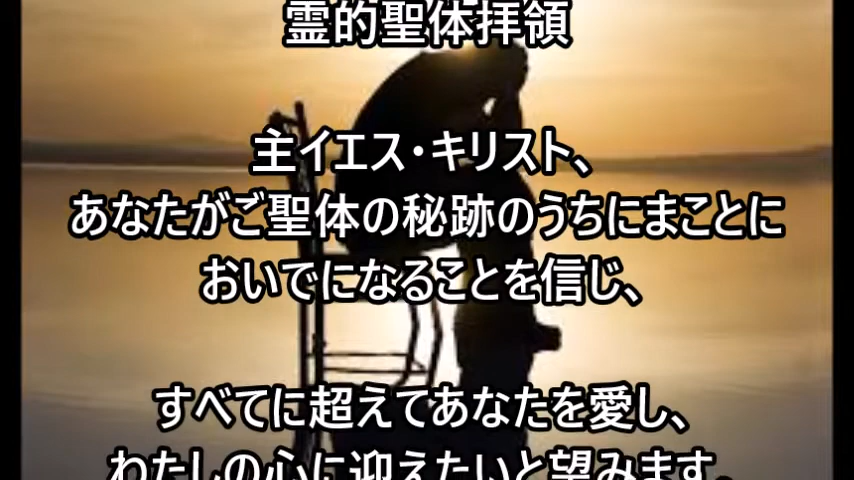 霊的聖体拝領
主イエス・キリスト、
あなたがご聖体の秘跡のうちにまことに
おいでになることを信じ、
すべてに超えてあなたを愛し、
わたしの心に迎えたいと望みます。